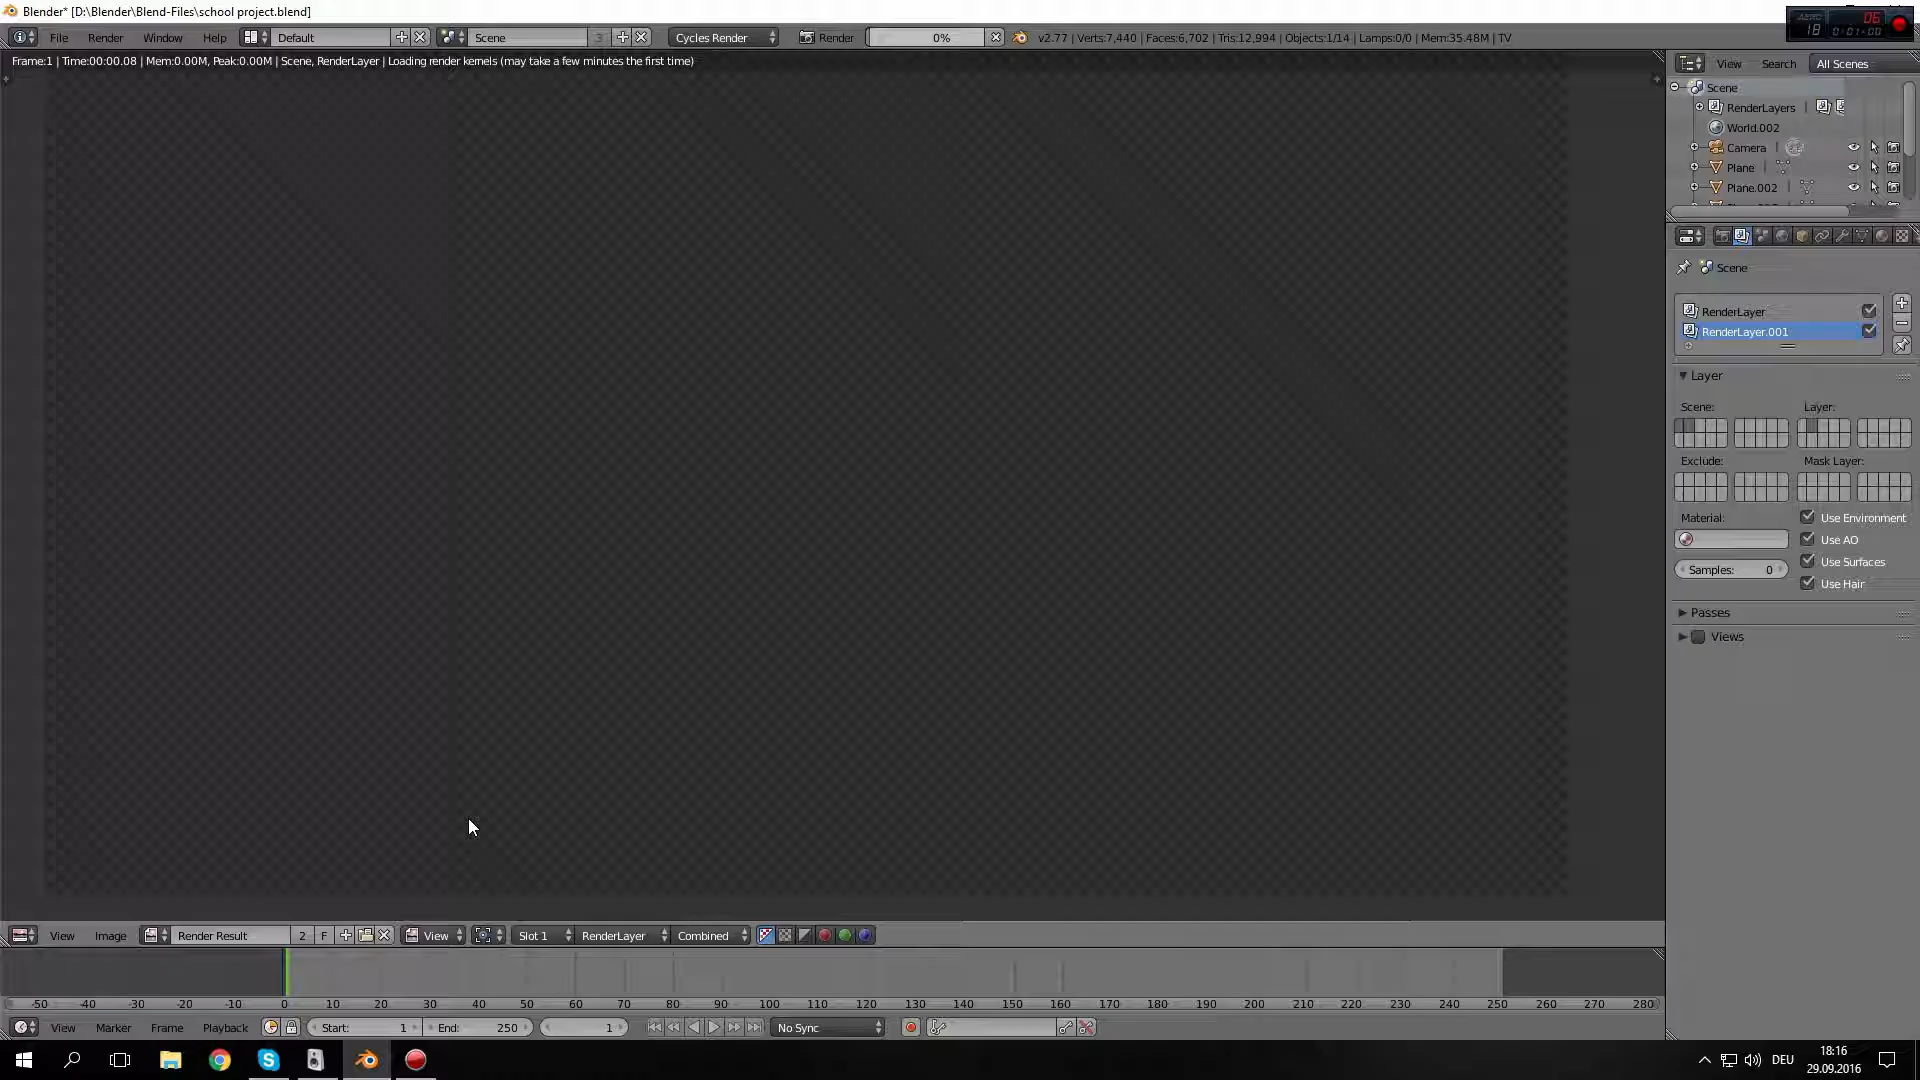 Blender* [D:\Blender\Blend-Files\school project.blend]
File Render Window Help Default Scene 3 Cycles Render Render 0% v2.77 | Verts:7,440 | Faces:6,702 | Tris:12,994 | Objects:1/14 | Lamps:0/0 | Mem:35.48M | TV
06
18 0-01-00
Frame:1 | Time:00:00.08 | Mem:0.00M, Peak:0.00M | Scene, RenderLayer | Loading render kernels (may take a few minutes the first time)
View Search All Scenes
Scene
RenderLayers
World.002
Camera
Plane
Plane.002
Scene
RenderLayer
RenderLayer.001
Layer
Scene: Layer:
Exclude: Mask Layer:
Material: Use Environment
Use AO
Use Surfaces
Samples: 0
Use Hair
Passes
Views
View Image Render Result 2 F View Slot 1 RenderLayer Combined
-50 -40 -30 -20 -10 0 10 20 30 40 50 60 70 80 90 100 110 120 130 140 150 160 170 180 190 200 210 220 230 240 250 260 270 280
View Marker Frame Playback Start: 1 End: 250 1 No Sync
DEU 18:16
29.09.2016